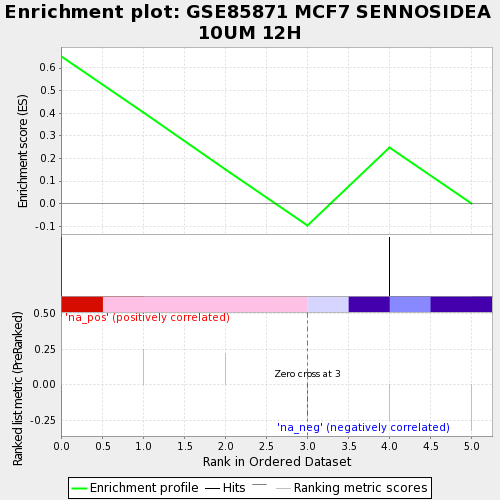 Enrichment plot: GSE85871 MCF7 SENNOSIDEA
10UM 12H
Enrichment score (ES)
0.6
0.5
0.4
0.3
0.2
0.1
0.0
-0.1
Ranked list metric (PreRanked)
0.50
0.25
0.00
-0.25
'na_pos' (positively correlated)
Zero cross at 3
'na_neg' (negatively correlated)
0.0 0.5 1.0 1.5 2.0 2.5 3.0 3.5 4.0 4.5 5.0
Rank in Ordered Dataset
Enrichment profile Hits Ranking metric scores